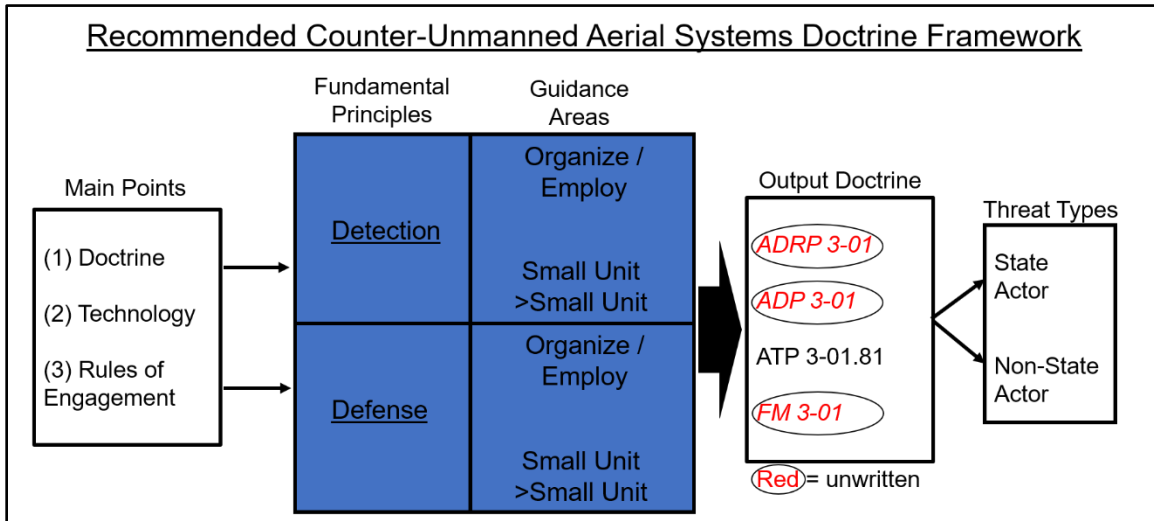 Recommended Counter-Unmanned Aerial Systems Doctrine Framework
Main Points
(1) Doctrine
(2) Technology
(3) Rules of
Engagement
Fundamental
Principles
Detection
Defense
Guidance
Areas
Organize /
Employ
Small Unit
>Small Unit
Organize /
Employ
Small Unit
>Small Unit
Output Doctrine
ADRP 3-01
ADP 3-01
ATP 3-01.81
FM 3-01
Red = unwritten
Threat Types
State
Actor
Non-State
Actor